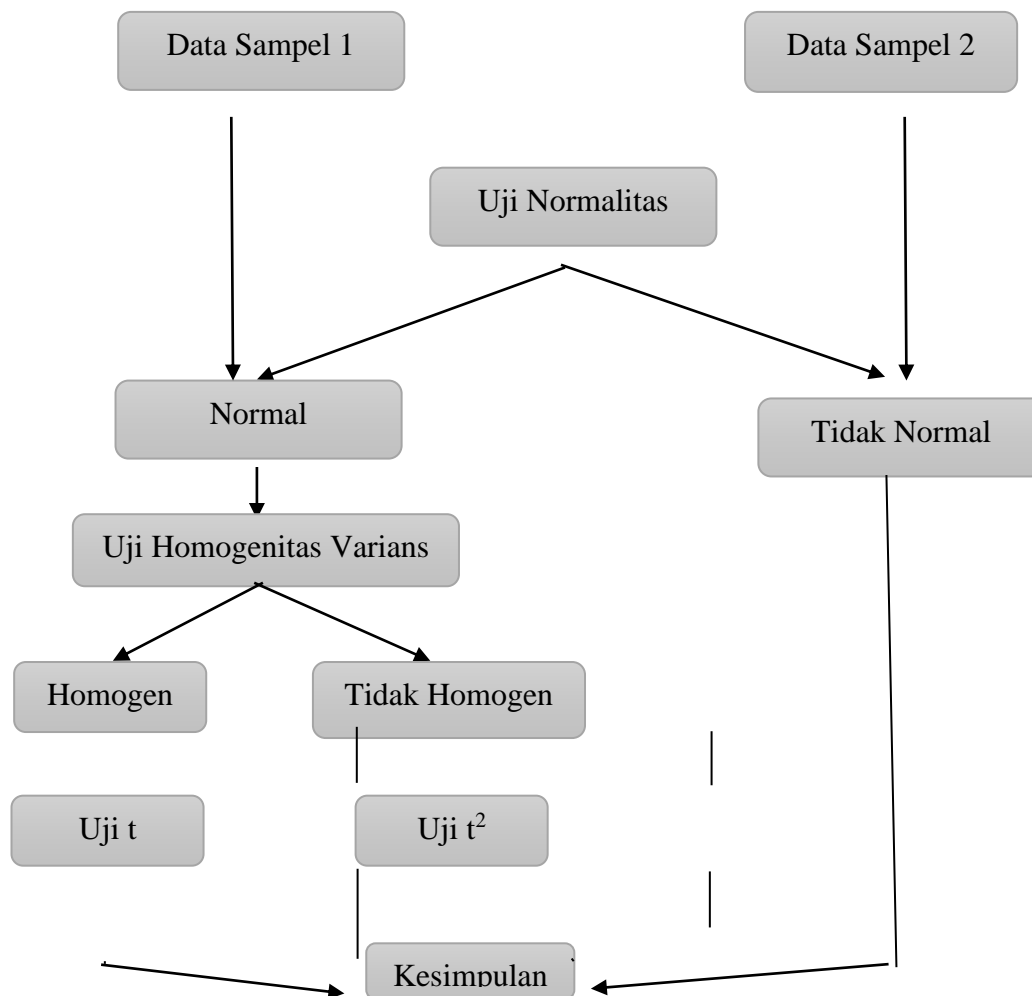 Data Sampel 1
Data Sampel 2
Uji Normalitas
Normal
Tidak Normal
Uji Homogenitas Varians
Homogen
Tidak Homogen
Uji t
Uji t²
Kesimpulan